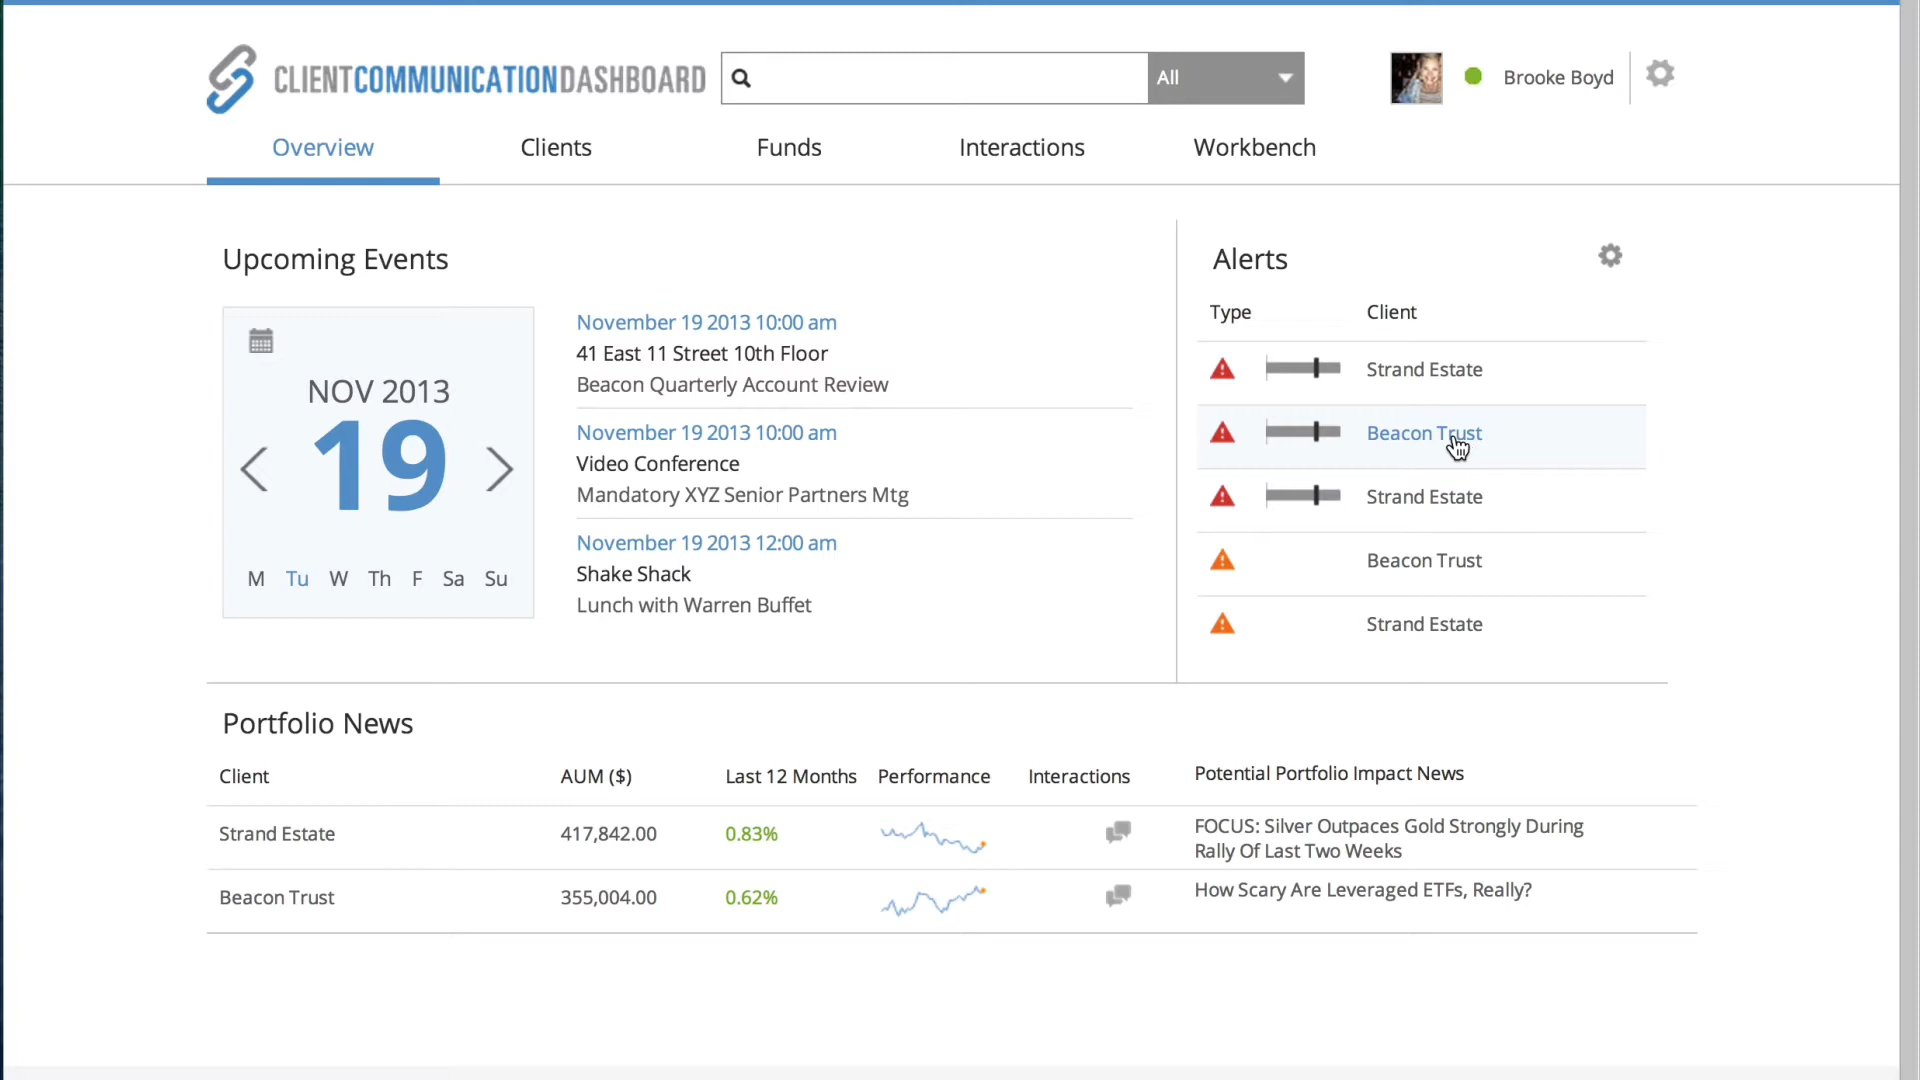 CLIENTCOMMUNICATIONDASHBOARD
All
Brooke Boyd
Overview
Clients
Funds
Interactions
Workbench
Upcoming Events
NOV 2013
19
M Tu W Th F Sa Su
November 19 2013 10:00 am
41 East 11 Street 10th Floor
Beacon Quarterly Account Review
November 19 2013 10:00 am
Video Conference
Mandatory XYZ Senior Partners Mtg
November 19 2013 12:00 am
Shake Shack
Lunch with Warren Buffet
Alerts
Type Client
Strand Estate
Beacon Trust
Strand Estate
Beacon Trust
Strand Estate
Portfolio News
Client AUM ($) Last 12 Months Performance Interactions Potential Portfolio Impact News
Strand Estate 417,842.00 0.83% FOCUS: Silver Outpaces Gold Strongly During
Rally Of Last Two Weeks
Beacon Trust 355,004.00 0.62% How Scary Are Leveraged ETFs, Really?